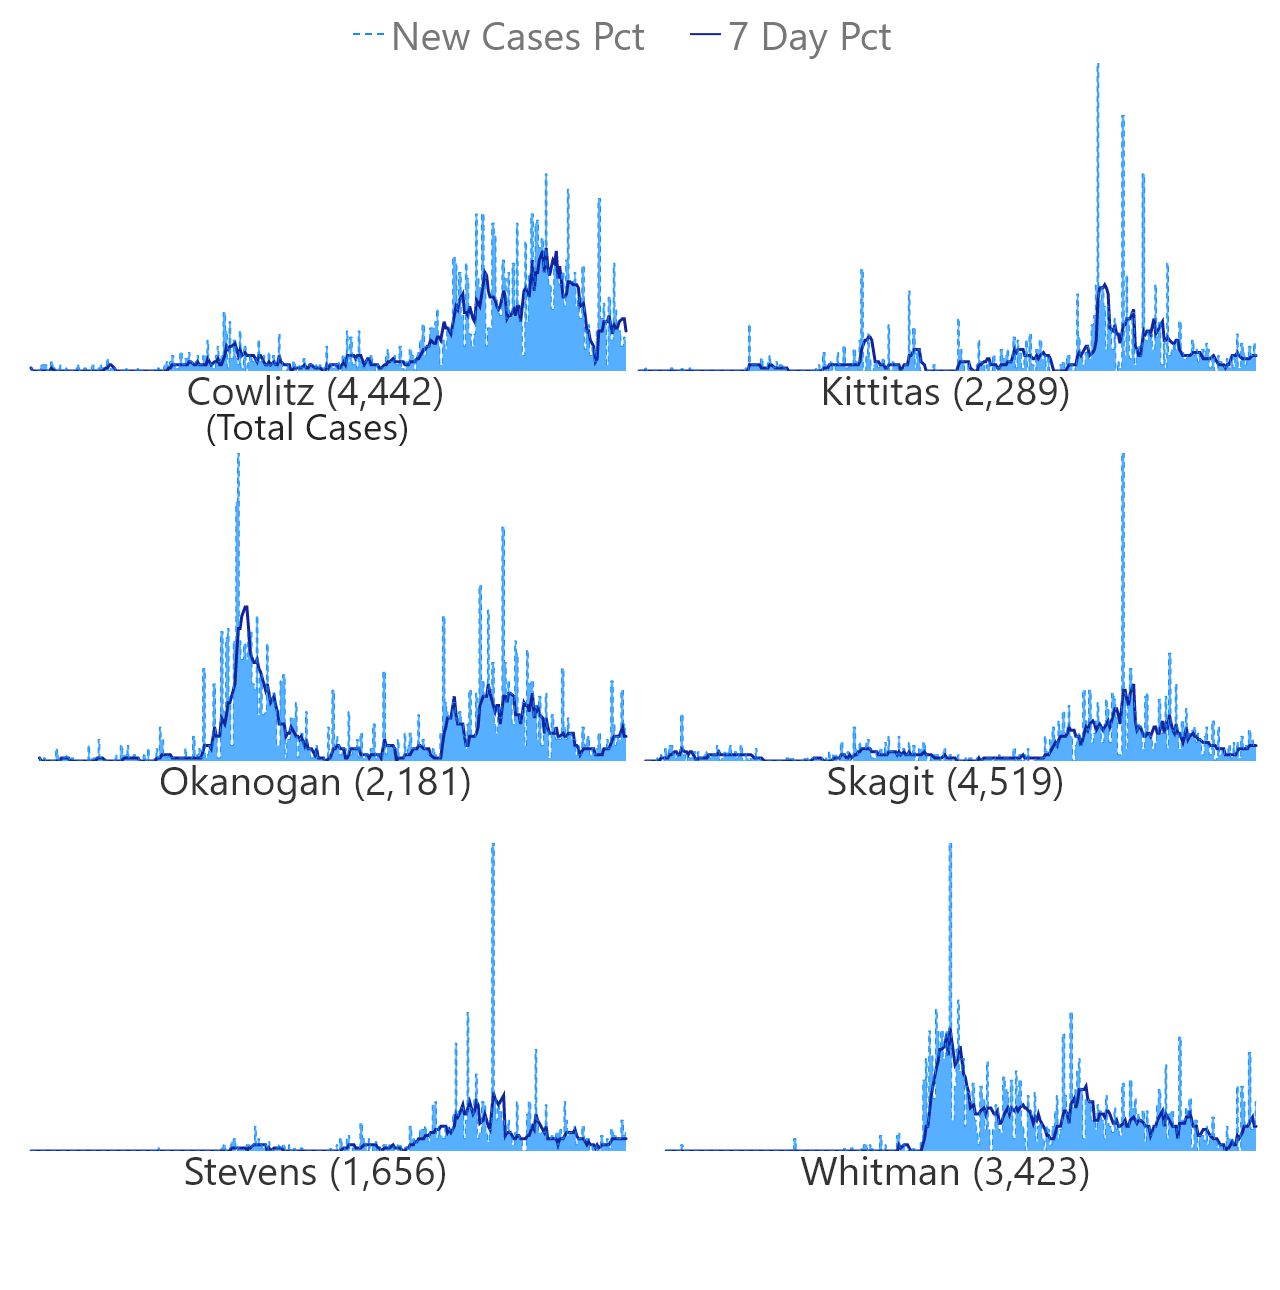 New Cases Pct 7 Day Pct
Cowlitz (4,442) Kittitas (2,289)
(Total Cases)
Okanogan (2,181) Skagit (4,519)
Stevens (1,656) Whitman (3,423)